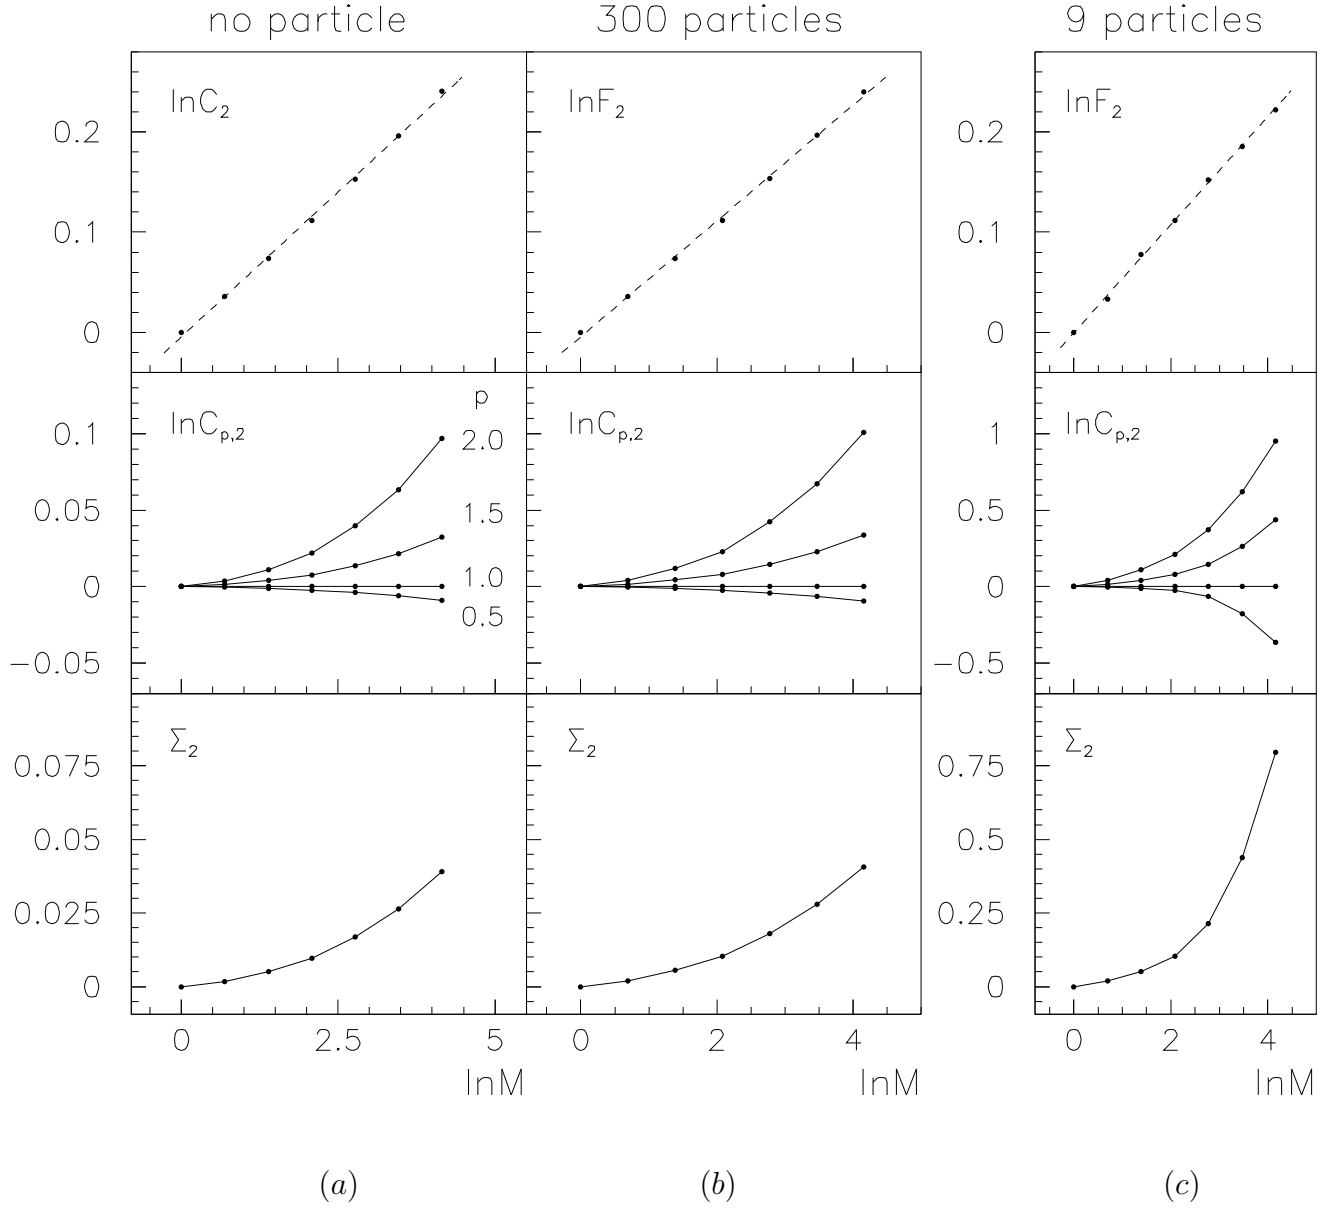 no particle 300 particles 9 particles
lnC2 lnF2 lnF2
0.2 0.2
0.1 0.1
0 0
lnCp,2 p lnCp,2 lnCp,2
0.1 2.0 1
0.05 1.5 0.5
0 1.0 0
0.5
−0.05 −0.5
Σ2 Σ2 Σ2
0.075 0.75
0.05 0.5
0.025 0.25
0 0
0 2.5 5 0 2 4 0 2 4
lnM lnM lnM
(a) (b) (c)